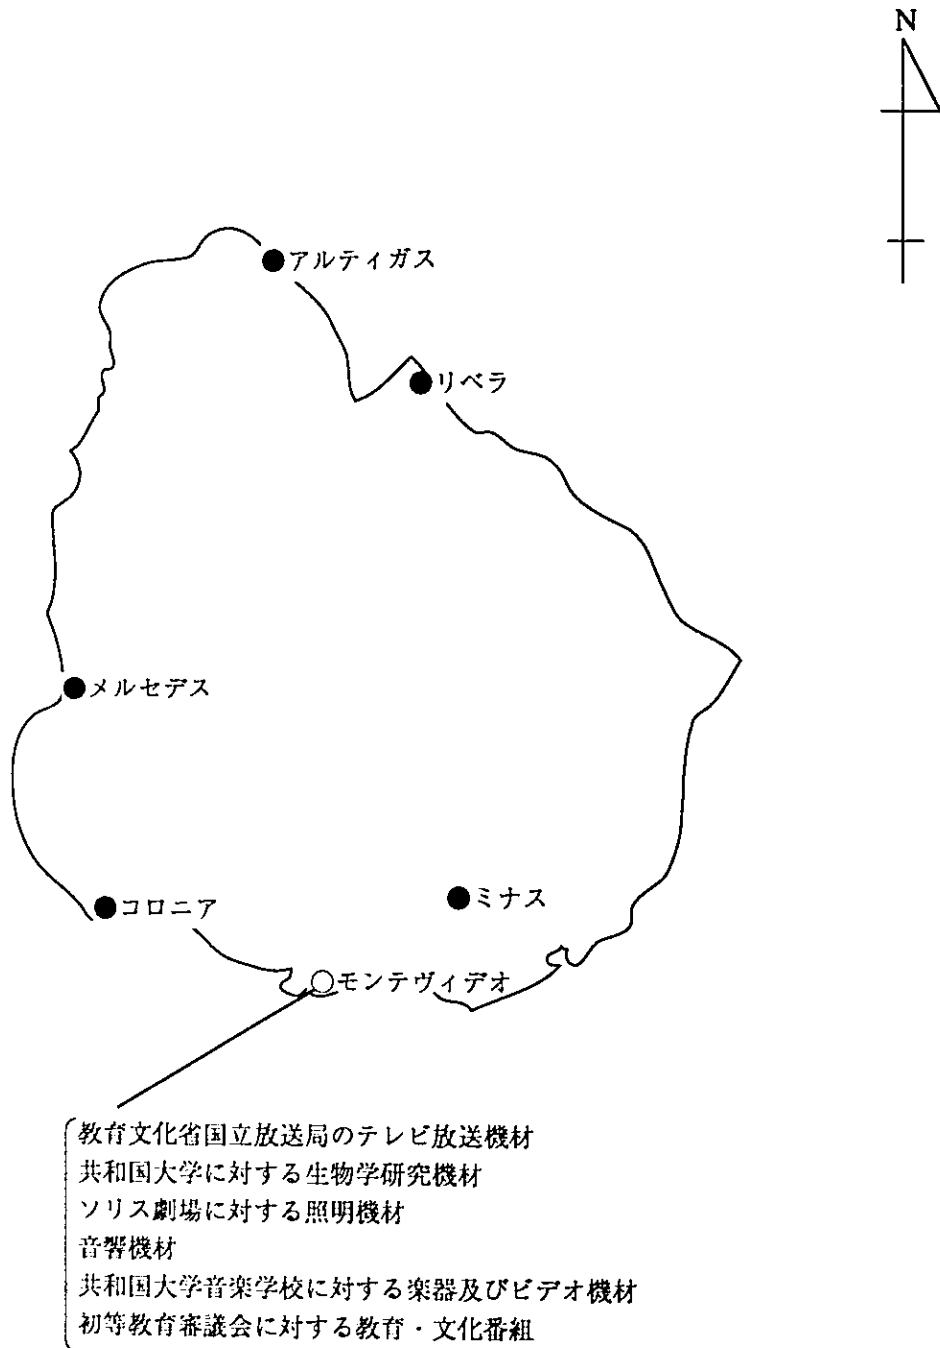 N
アルティガス
リベラ
メルセデス
コロニア
ミナス
モンテヴィデオ
教育文化省国立放送局のテレビ放送機材
共和国大学に対する生物学研究機材
ソリス劇場に対する照明機材
音響機材
共和国大学音楽学校に対する楽器及びビデオ機材
初等教育審議会に対する教育・文化番組